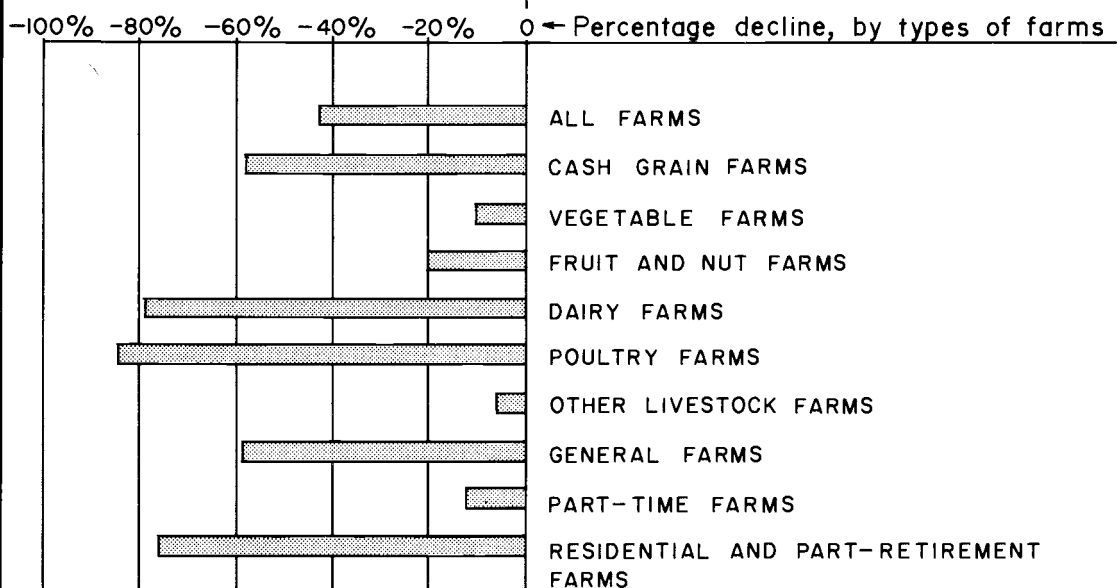 -100% -80% -60% -40% -20% 0 ← Percentage decline, by types of farms
ALL FARMS
CASH GRAIN FARMS
VEGETABLE FARMS
FRUIT AND NUT FARMS
DAIRY FARMS
POULTRY FARMS
OTHER LIVESTOCK FARMS
GENERAL FARMS
PART-TIME FARMS
RESIDENTIAL AND PART-RETIREMENT
FARMS